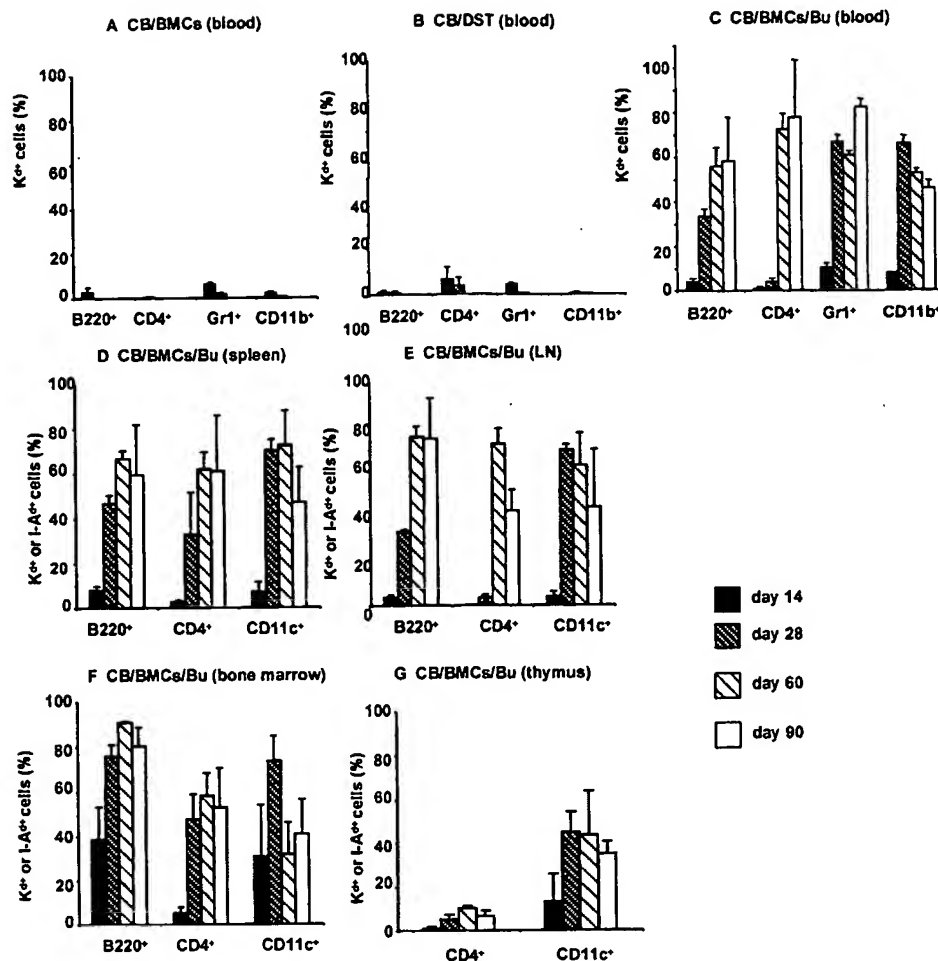 A CB/BMCs (blood)
K^d+ cells (%)
100
80
60
40
20
0
B220+ CD4+ Gr1+ CD11b+
B CB/DST (blood)
K^d+ cells (%)
100
80
60
40
20
0
B220+ CD4+ Gr1+ CD11b+
C CB/BMCs/Bu (blood)
K^d+ cells (%)
100
80
60
40
20
0
B220+ CD4+ Gr1+ CD11b+
D CB/BMCs/Bu (spleen)
K^d+ or I-A^d+ cells (%)
100
80
60
40
20
0
B220+ CD4+ CD11c+
100
E CB/BMCs/Bu (LN)
K^d+ or I-A^d+ cells (%)
100
80
60
40
20
0
B220+ CD4+ CD11c+
F CB/BMCs/Bu (bone marrow)
K^d+ or I-A^d+ cells (%)
100
80
60
40
20
0
B220+ CD4+ CD11c+
G CB/BMCs/Bu (thymus)
K^d+ or I-A^d+ cells (%)
100
80
60
40
20
0
CD4+ CD11c+
day 14
day 28
day 60
day 90